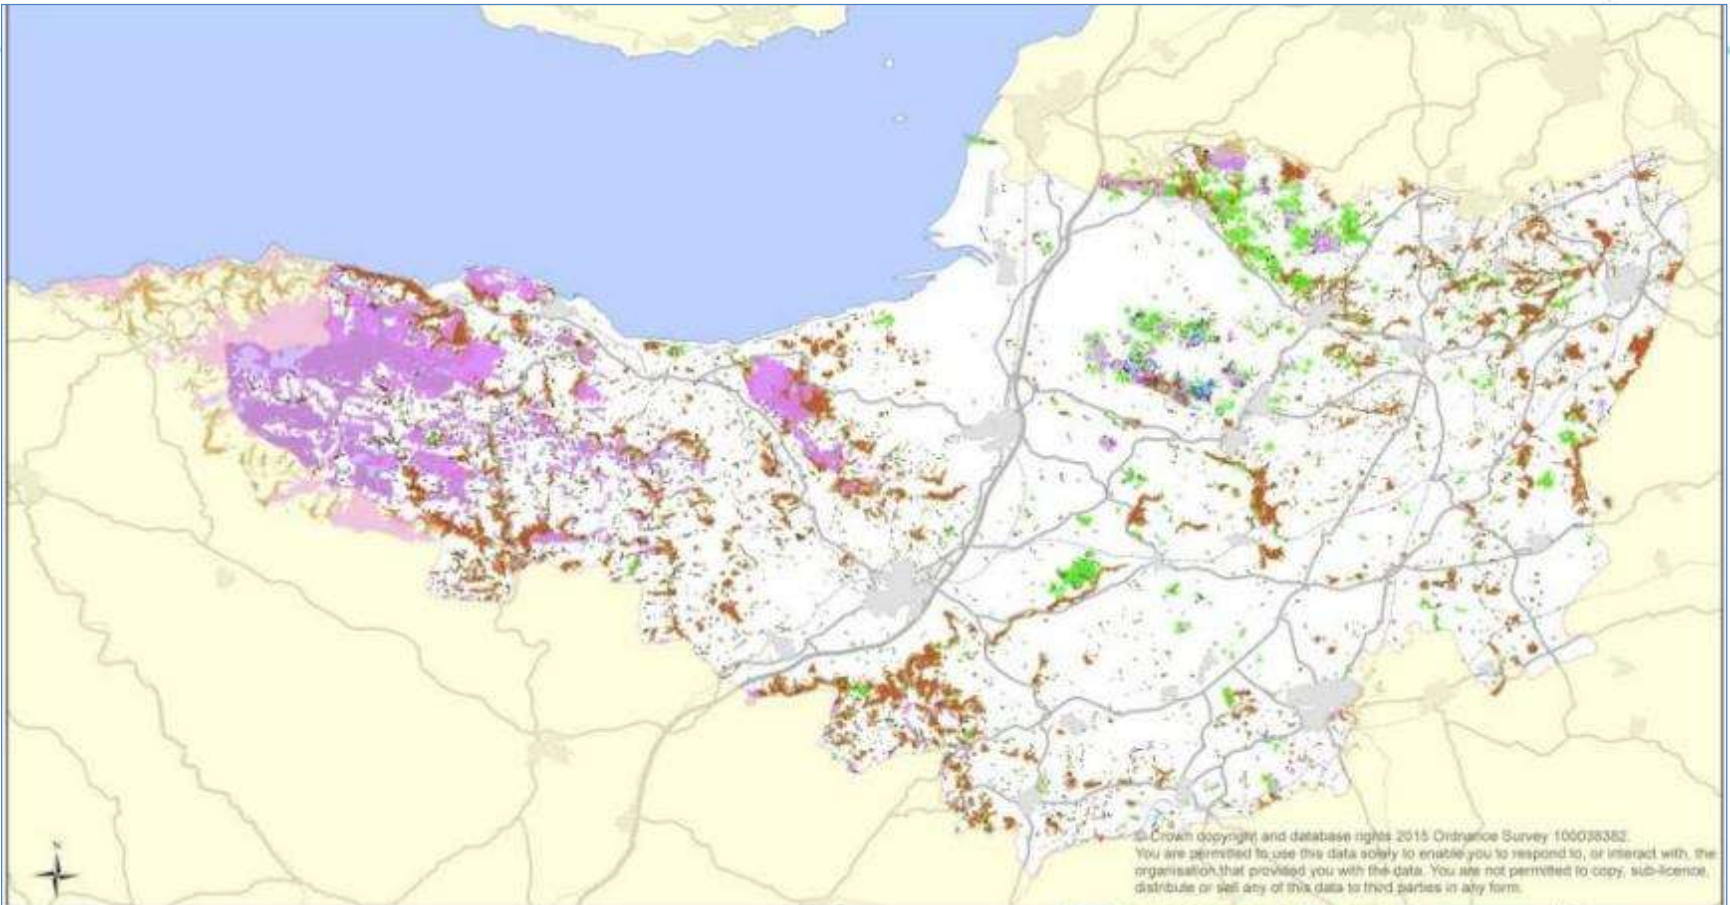 N
© Crown copyright and database rights 2015 Ordnance Survey 100038382.
You are permitted to use this data solely to enable you to respond to, or interact with, the
organisation that provided you with the data. You are not permitted to copy, sub-licence,
distribute or sell any of this data to third parties in any form.